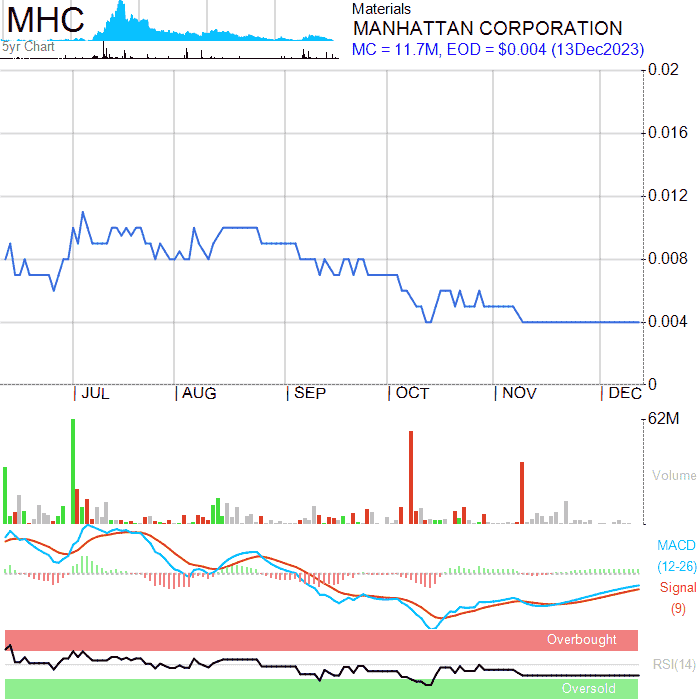 MHC
5yr Chart
Materials
MANHATTAN CORPORATION
MC = 11.7M, EOD = $0.004 (13Dec2023)
0.02
0.016
0.012
0.008
0.004
0
JUL AUG SEP OCT NOV DEC
62M
Volume
MACD
(12-26)
Signal
(9)
Overbought
RSI(14)
Oversold